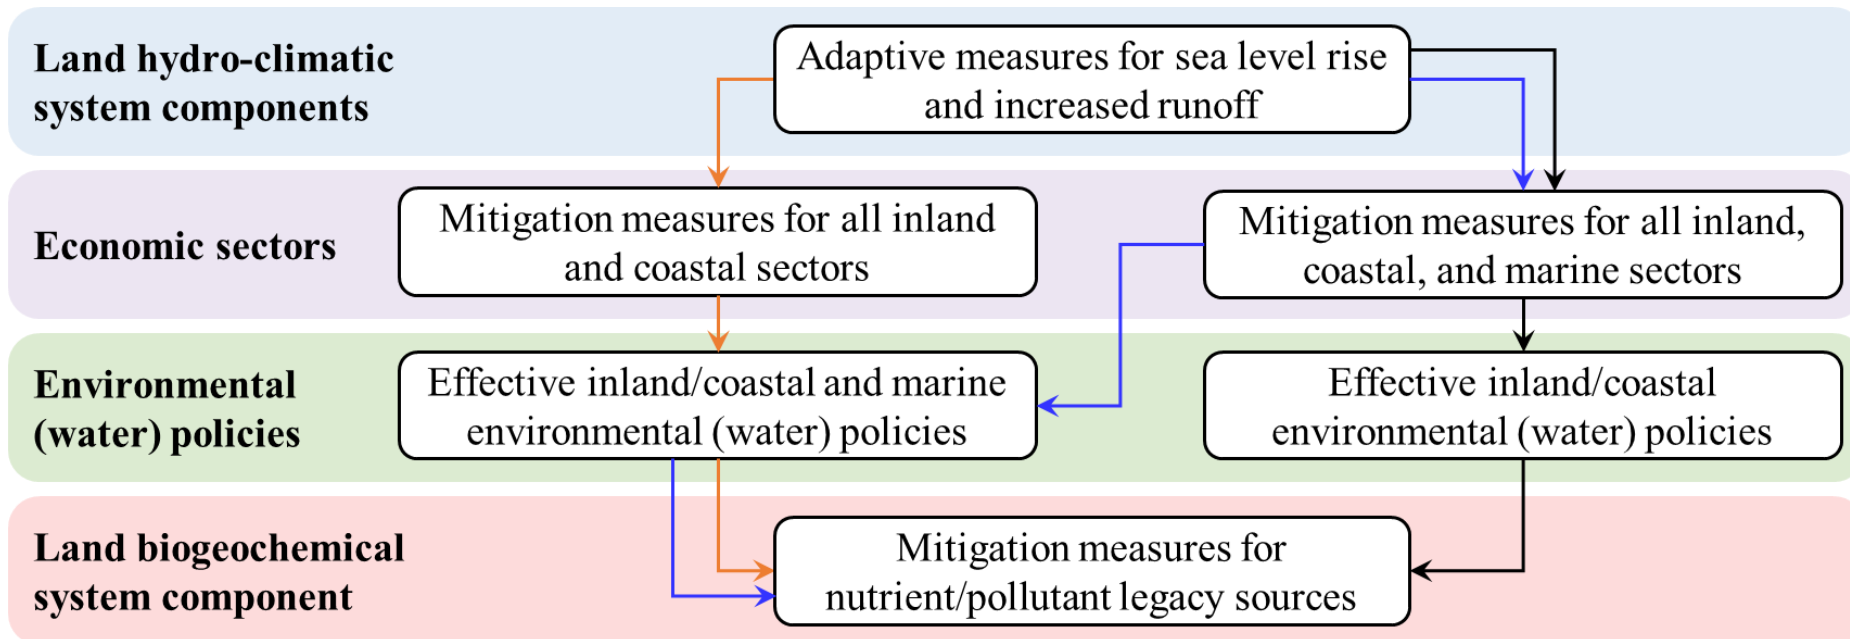 Land hydro-climatic
system components
Adaptive measures for sea level rise
and increased runoff
Economic sectors
Mitigation measures for all inland
and coastal sectors
Mitigation measures for all inland,
coastal, and marine sectors
Environmental
(water) policies
Effective inland/coastal and marine
environmental (water) policies
Effective inland/coastal
environmental (water) policies
Land biogeochemical
system component
Mitigation measures for
nutrient/pollutant legacy sources